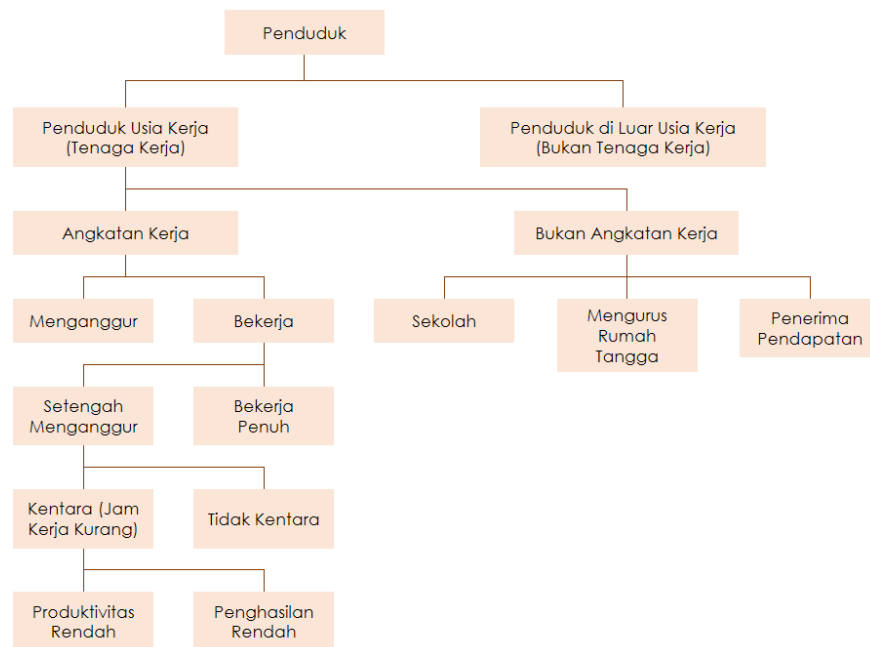 Penduduk
Penduduk Usia Kerja
(Tenaga Kerja)
Penduduk di Luar Usia Kerja
(Bukan Tenaga Kerja)
Angkatan Kerja
Bukan Angkatan Kerja
Menganggur
Bekerja
Sekolah
Mengurus
Rumah
Tangga
Penerima
Pendapatan
Setengah
Menganggur
Bekerja
Penuh
Kentara (Jam
Kerja Kurang)
Tidak Kentara
Produktivitas
Rendah
Penghasilan
Rendah